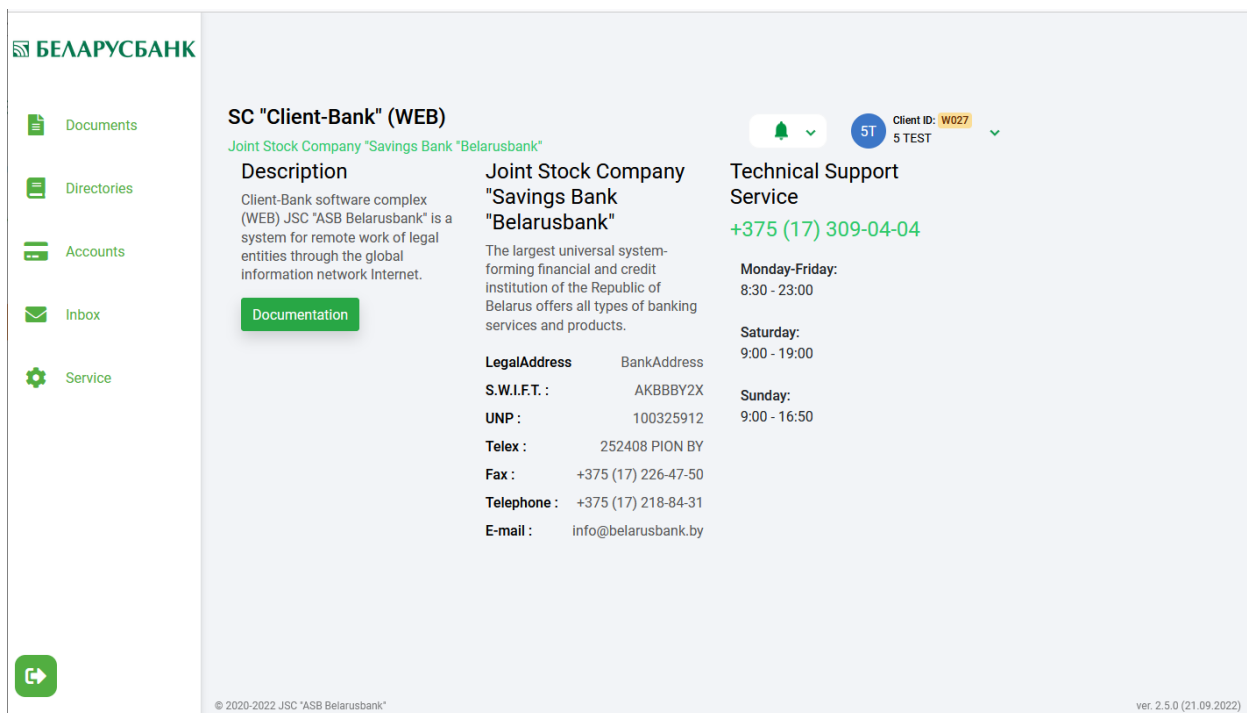 БЕЛАРУСБАНК
Documents
Directories
Accounts
Inbox
Service
SC "Client-Bank" (WEB)
Joint Stock Company "Savings Bank "Belarusbank"
5T
Client ID: W027
5 TEST
Description
Client-Bank software complex
(WEB) JSC "ASB Belarusbank" is a
system for remote work of legal
entities through the global
information network Internet.
Documentation
Joint Stock Company
"Savings Bank
"Belarusbank"
The largest universal system-
forming financial and credit
institution of the Republic of
Belarus offers all types of banking
services and products.
LegalAddress BankAddress
S.W.I.F.T. : AKBBBY2X
UNP : 100325912
Telex : 252408 PION BY
Fax : +375 (17) 226-47-50
Telephone : +375 (17) 218-84-31
E-mail : info@belarusbank.by
Technical Support
Service
+375 (17) 309-04-04
Monday-Friday:
8:30 - 23:00
Saturday:
9:00 - 19:00
Sunday:
9:00 - 16:50
© 2020-2022 JSC "ASB Belarusbank"
ver. 2.5.0 (21.09.2022)